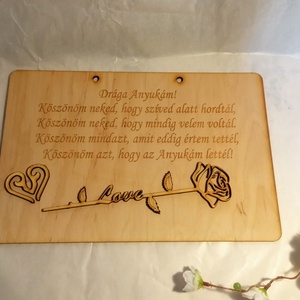 Drága Anyukám!
Köszönöm neked, hogy szíved alatt hordtál,
Köszönöm neked, hogy mindig velem voltál.
Köszönöm mindazt, amit eddig értem tettél,
Köszönöm azt, hogy az Anyukám lettél!
Love